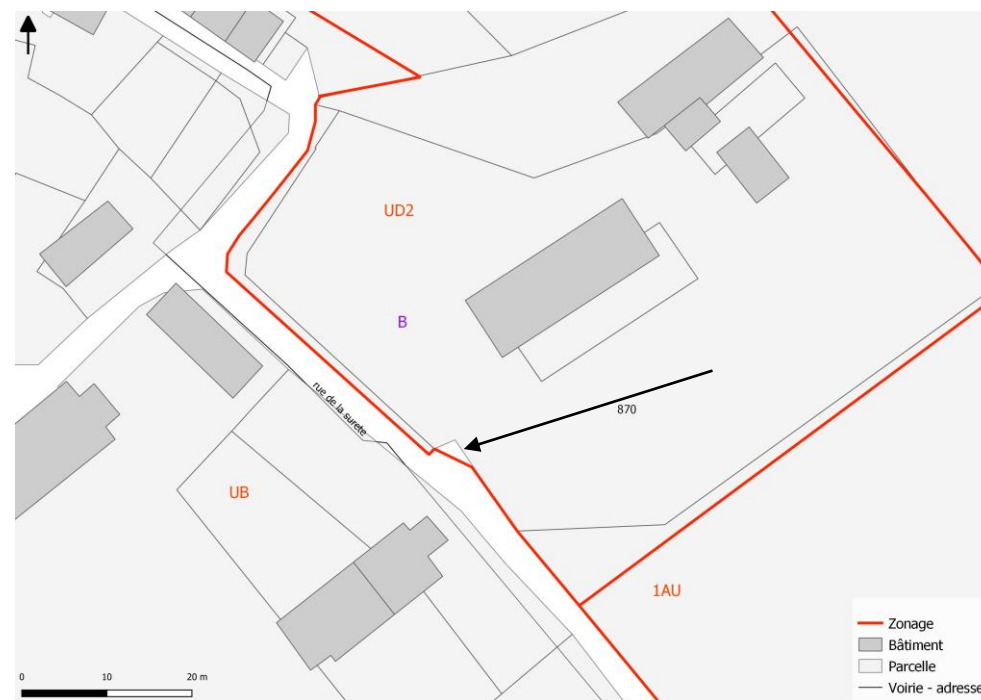 UD2
B
870
rue de la surete
UB
1AU
Zonage
Bâtiment
Parcelle
Voirie - adresse
0 10 20 m